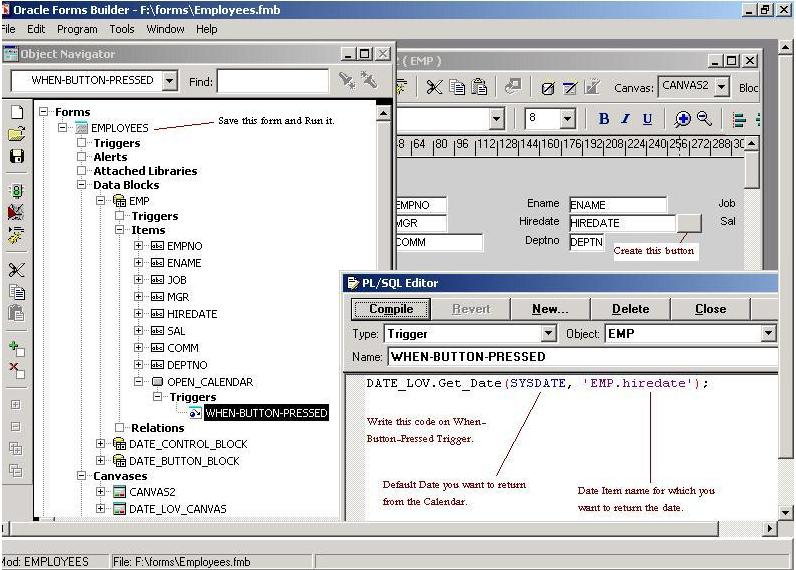 Oracle Forms Builder - F:\forms\Employees.fmb
File Edit Program Tools Window Help
Object Navigator
WHEN-BUTTON-PRESSED Find:
Forms
EMPLOYEES
Save this form and Run it.
Triggers
Alerts
Attached Libraries
Data Blocks
EMP
Triggers
Items
EMPNO
ENAME
JOB
MGR
HIREDATE
SAL
COMM
DEPTNO
OPEN_CALENDAR
Triggers
WHEN-BUTTON-PRESSED
Relations
DATE_CONTROL_BLOCK
DATE_BUTTON_BLOCK
Canvases
CANVAS2
DATE_LOV_CANVAS
2 ( EMP )
Canvas: CANVAS2 Bloc
8 B I U
48 64 80 96 112 128 144 160 176 192 208 224 240 256 272 288 30
EMPNO Ename ENAME Job
MGR Hiredate HIREDATE Sal
COMM Deptno DEPTN
Create this button
PL/SQL Editor
Compile Revert New... Delete Close
Type: Trigger Object: EMP
Name: WHEN-BUTTON-PRESSED
DATE_LOV.Get_Date(SYSDATE, 'EMP.hiredate');
Write this code on When-
Button-Pressed Trigger.
Default Date you want to return
from the Calendar.
Date Item name for which you
want to return the date.
Mod: EMPLOYEES File: F:\forms\Employees.fmb